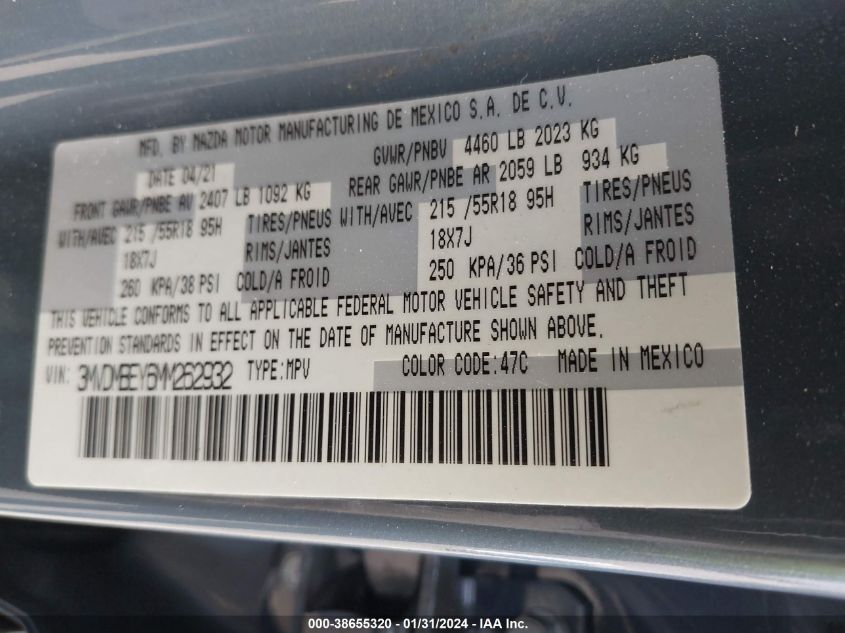 MFD. BY MAZDA MOTOR MANUFACTURING DE MEXICO S.A. DE C.V.
DATE 04/21 GVWR/PNBV 4460 LB 2023 KG
FRONT GAWR/PNBE AV 2407 LB 1092 KG REAR GAWR/PNBE AR 2059 LB 934 KG
WITH/AVEC 215 /55R18 95H TIRES/PNEUS WITH/AVEC 215 /55R18 95H TIRES/PNEUS
18X7J RIMS/JANTES 18X7J RIMS/JANTES
260 KPA/38 PSI COLD/A FROID 250 KPA/36 PSI COLD/A FROID
THIS VEHICLE CONFORMS TO ALL APPLICABLE FEDERAL MOTOR VEHICLE SAFETY AND THEFT
PREVENTION STANDARDS IN EFFECT ON THE DATE OF MANUFACTURE SHOWN ABOVE.
VIN: 3MVDMBEY6MM262932 TYPE:MPV COLOR CODE:47C MADE IN MEXICO
000-38655320 - 01/31/2024 - IAA Inc.